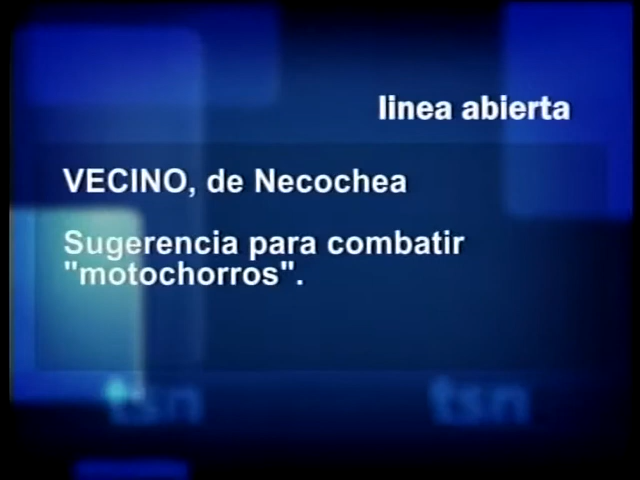 linea abierta
VECINO, de Necochea
Sugerencia para combatir
"motochorros".
tsn tsn